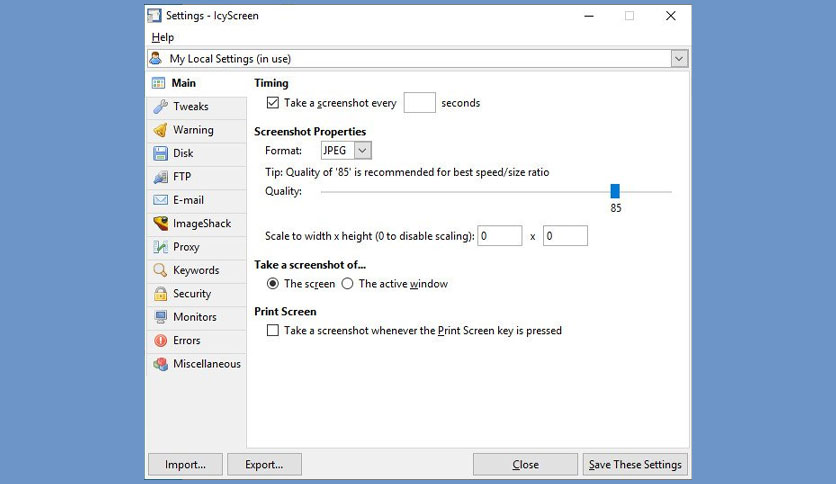 Settings - IcyScreen
Help
My Local Settings (in use)
Main
Tweaks
Warning
Disk
FTP
E-mail
ImageShack
Proxy
Keywords
Security
Monitors
Errors
Miscellaneous
Timing
Take a screenshot every seconds
Screenshot Properties
Format: JPEG
Tip: Quality of '85' is recommended for best speed/size ratio
Quality:
85
Scale to width x height (0 to disable scaling): 0 x 0
Take a screenshot of...
The screen The active window
Print Screen
Take a screenshot whenever the Print Screen key is pressed
Import... Export... Close Save These Settings